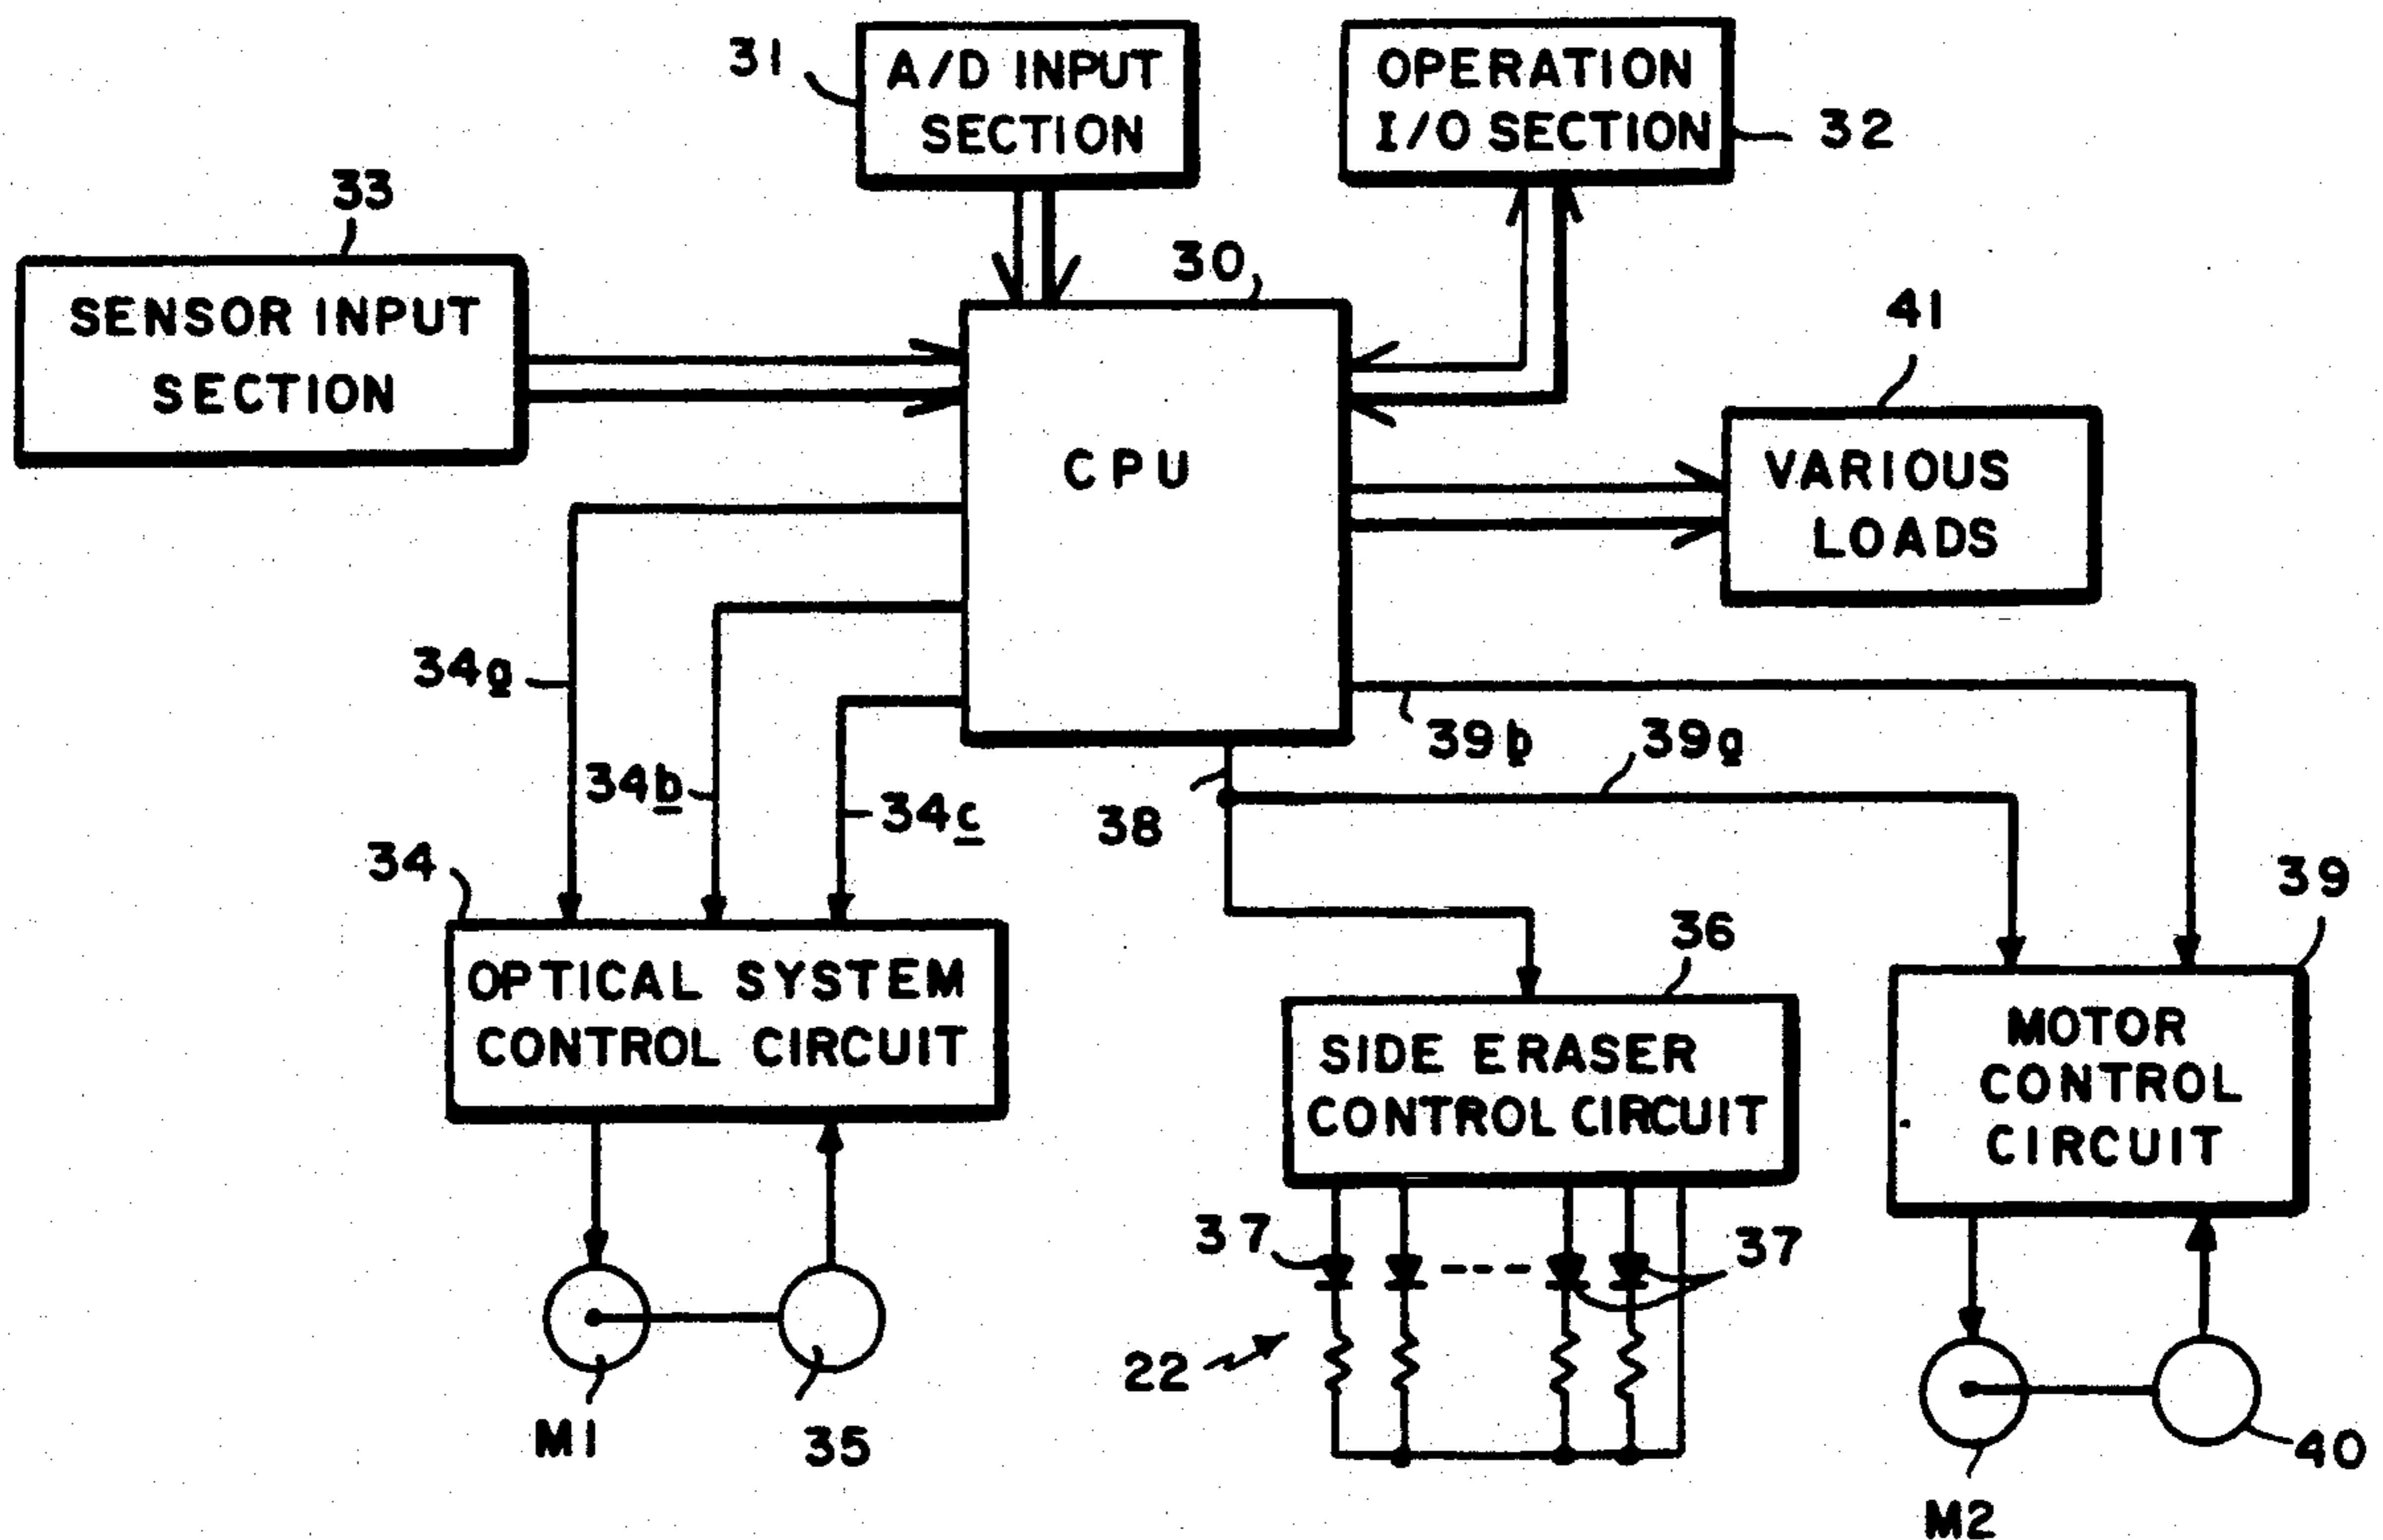 31
A/D INPUT
SECTION
OPERATION
I/O SECTION
32
33
SENSOR INPUT
SECTION
30
CPU
41
VARIOUS
LOADS
34a
34b
34c
39b
39a
38
34
OPTICAL SYSTEM
CONTROL CIRCUIT
36
SIDE ERASER
CONTROL CIRCUIT
39
MOTOR
CONTROL
CIRCUIT
37
37
22
M1
35
40
M2